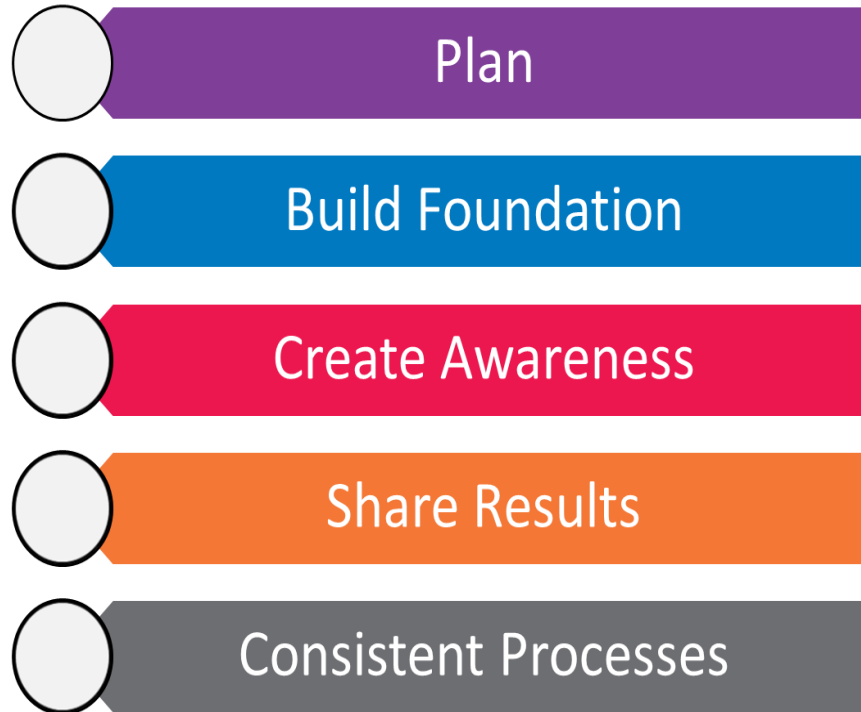 Plan
Build Foundation
Create Awareness
Share Results
Consistent Processes